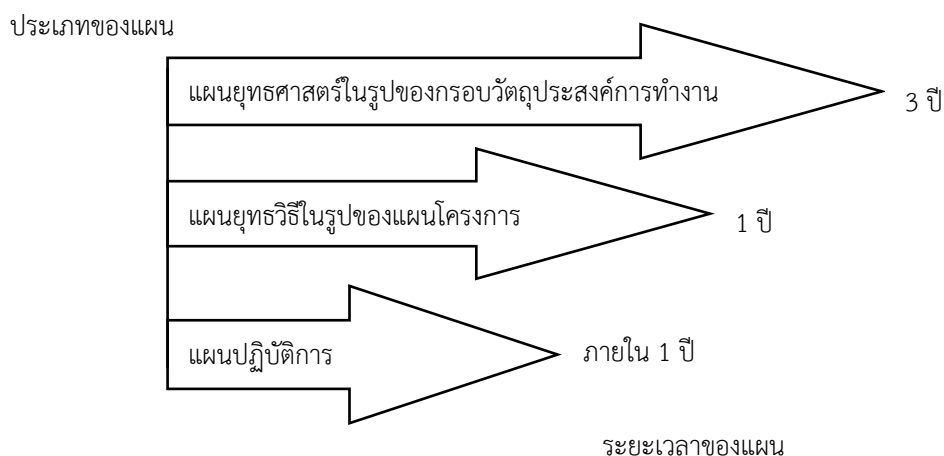 ประเภทของแผน
แผนยุทธศาสตร์ในรูปของกรอบวัตถุประสงค์การทำงาน
3 ปี
แผนยุทธวิธีในรูปของแผนโครงการ
1 ปี
แผนปฏิบัติการ
ภายใน 1 ปี
ระยะเวลาของแผน